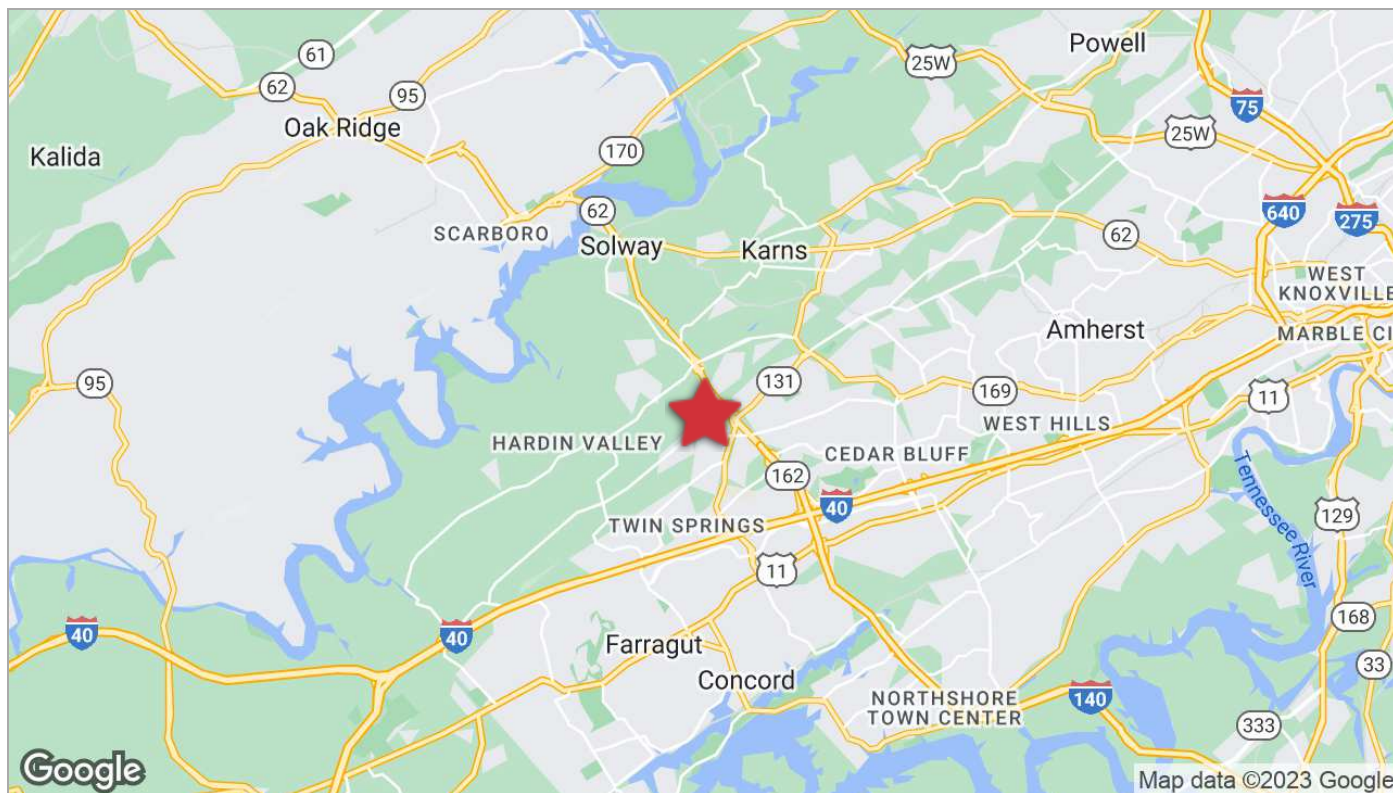 Powell
61
25W
62
95
75
Oak Ridge
25W
Kalida
170
62
640
275
SCARBORO
Solway
Karns
62
WEST
KNOXVILLE
Amherst
MARBLE CI
95
131
169
11
HARDIN VALLEY
WEST HILLS
CEDAR BLUFF
162
40
Tennessee River
TWIN SPRINGS
129
11
40
40
168
Farragut
33
Concord
NORTHSHORE
TOWN CENTER
140
333
Google
Map data ©2023 Google